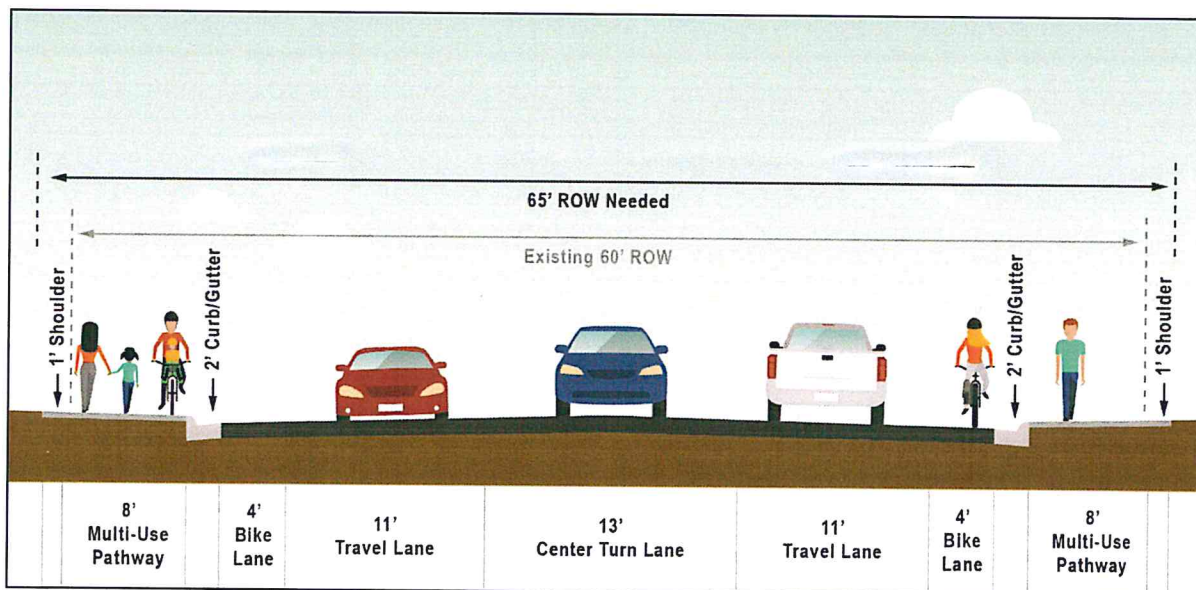 65' ROW Needed
Existing 60' ROW
1' Shoulder
2' Curb/Gutter
2' Curb/Gutter
1' Shoulder
8'
Multi-Use
Pathway
4'
Bike
Lane
11'
Travel Lane
13'
Center Turn Lane
11'
Travel Lane
4'
Bike
Lane
8'
Multi-Use
Pathway